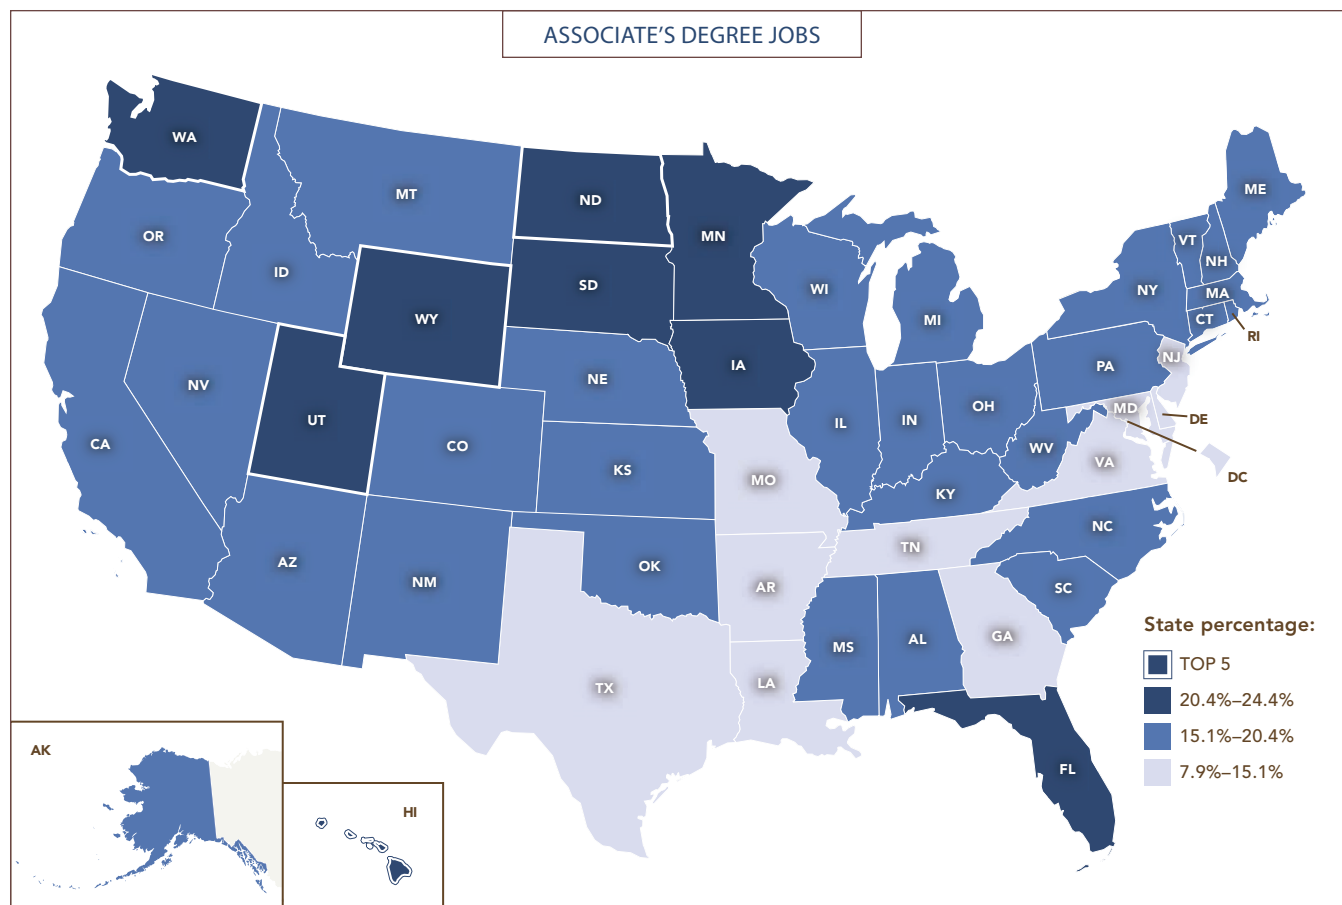 ASSOCIATE'S DEGREE JOBS
WA
MT
ND
MN
OR
ID
WY
SD
WI
MI
ME
VT
NH
NY
MA
CT
RI
NV
UT
CO
NE
IA
IL
IN
OH
PA
NJ
CA
KS
MO
KY
WV
MD
DE
VA
DC
AZ
NM
OK
AR
TN
NC
SC
TX
LA
MS
AL
GA
FL
AK
HI
State percentage:
TOP 5
20.4%–24.4%
15.1%–20.4%
7.9%–15.1%